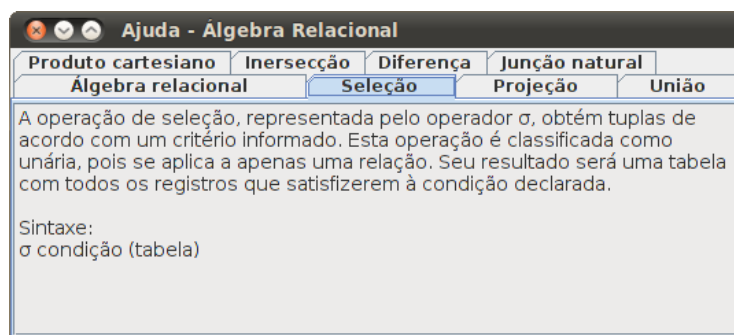 Ajuda - Álgebra Relacional
Produto cartesiano Inersecção Diferença Junção natural
Álgebra relacional Seleção Projeção União
A operação de seleção, representada pelo operador σ, obtém tuplas de
acordo com um critério informado. Esta operação é classificada como
unária, pois se aplica a apenas uma relação. Seu resultado será uma tabela
com todos os registros que satisfizerem à condição declarada.
Sintaxe:
σ condição (tabela)